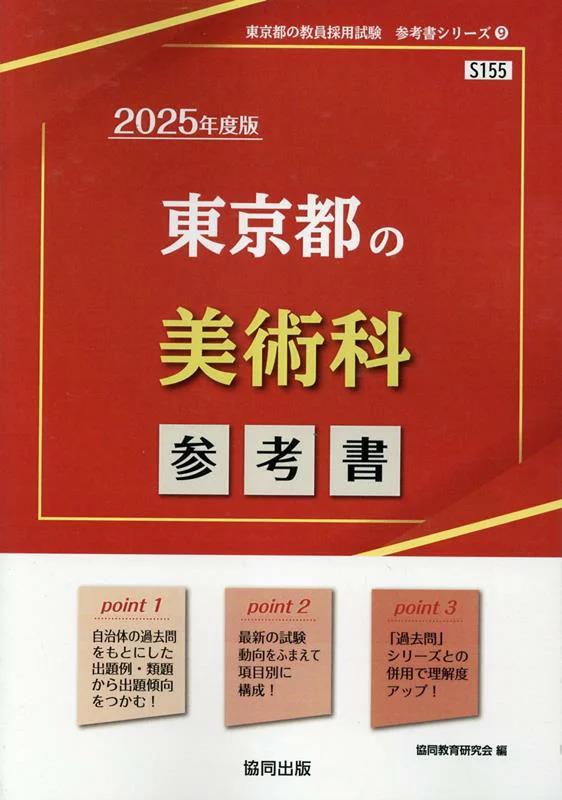 東京都の教員採用試験　参考書シリーズ❾
S155
2025年度版
東京都の
美術科
参考書
point 1
自治体の過去問
をもとにした
出題例・類題
から出題傾向
をつかむ！
point 2
最新の試験
動向をふまえて
項目別に
構成！
point 3
「過去問」
シリーズとの
併用で理解度
アップ！
協同教育研究会 編
協同出版